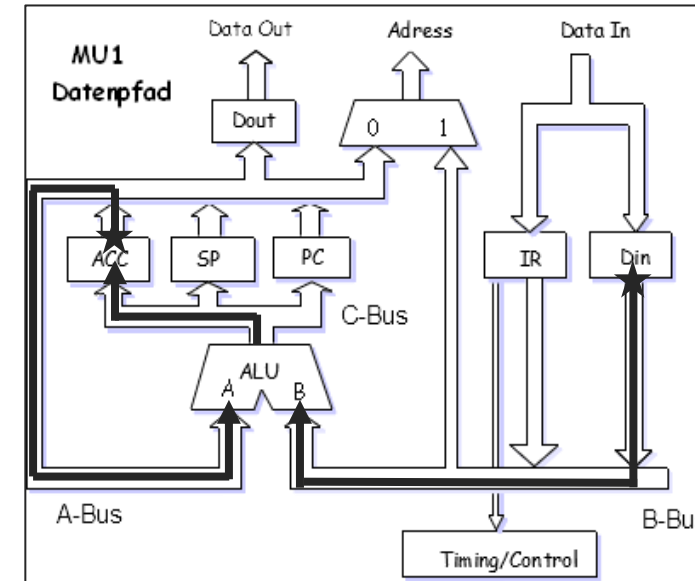 Data Out
Adress
Data In
MU1
Datenpfad
Dout
0
1
ACC
SP
PC
IR
Din
C-Bus
ALU
A
B
A-Bus
B-Bu
Timing/Control